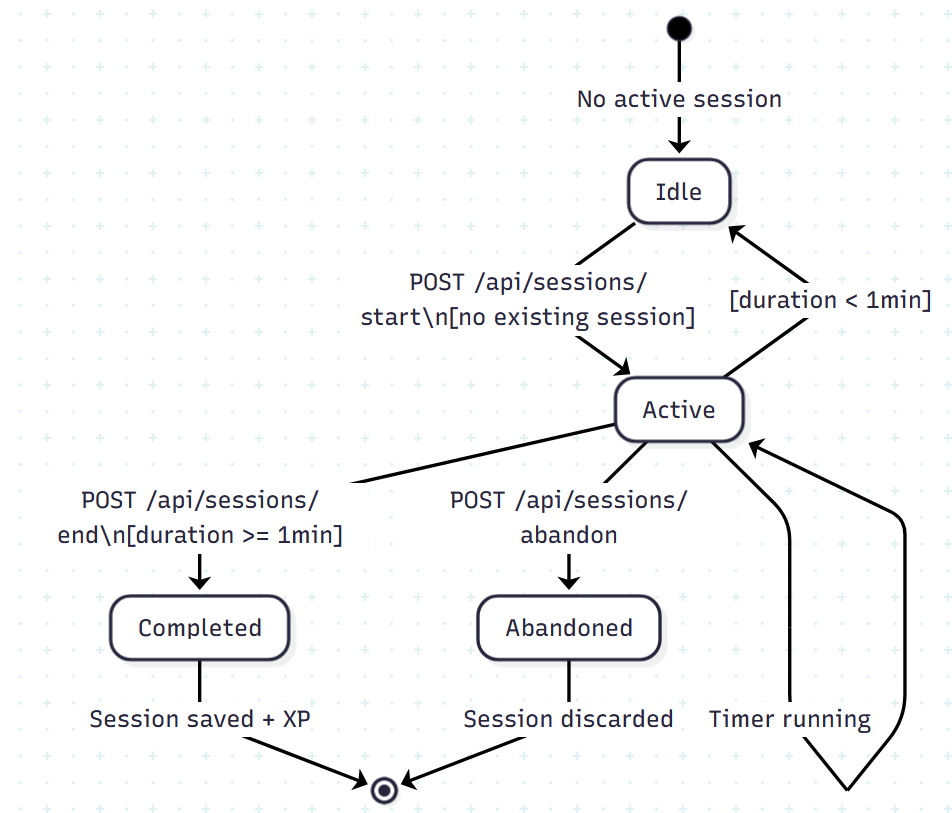 No active session
Idle
POST /api/sessions/
start\n[no existing session]
[duration < 1min]
Active
POST /api/sessions/
end\n[duration >= 1min]
POST /api/sessions/
abandon
Completed
Abandoned
Session saved + XP
Session discarded
Timer running